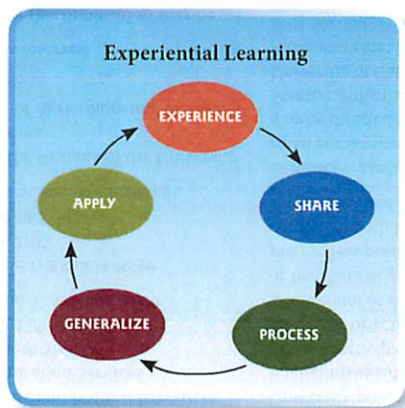 Experiential Learning
EXPERIENCE
SHARE
PROCESS
GENERALIZE
APPLY